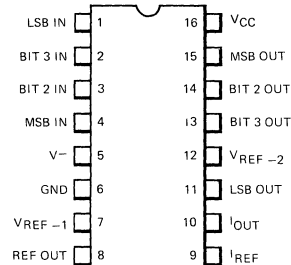 LSB IN 1 16 VCC
BIT 3 IN 2 15 MSB OUT
BIT 2 IN 3 14 BIT 2 OUT
MSB IN 4 13 BIT 3 OUT
V− 5 12 VREF −2
GND 6 11 LSB OUT
VREF −1 7 10 IOUT
REF OUT 8 9 IREF